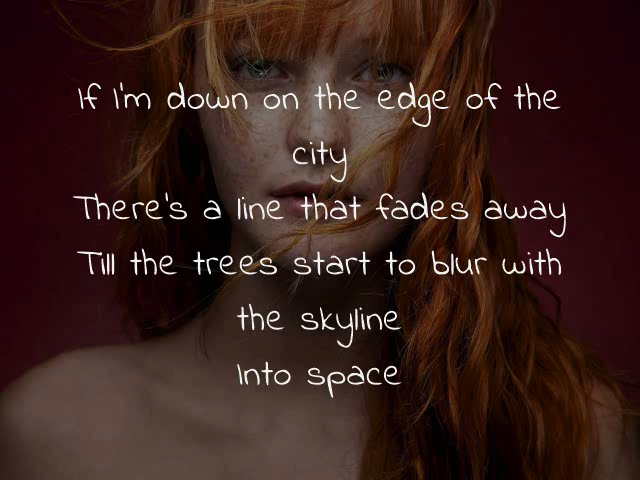 If I'm down on the edge of the
city
There's a line that fades away
Till the trees start to blur with
the skyline
Into space